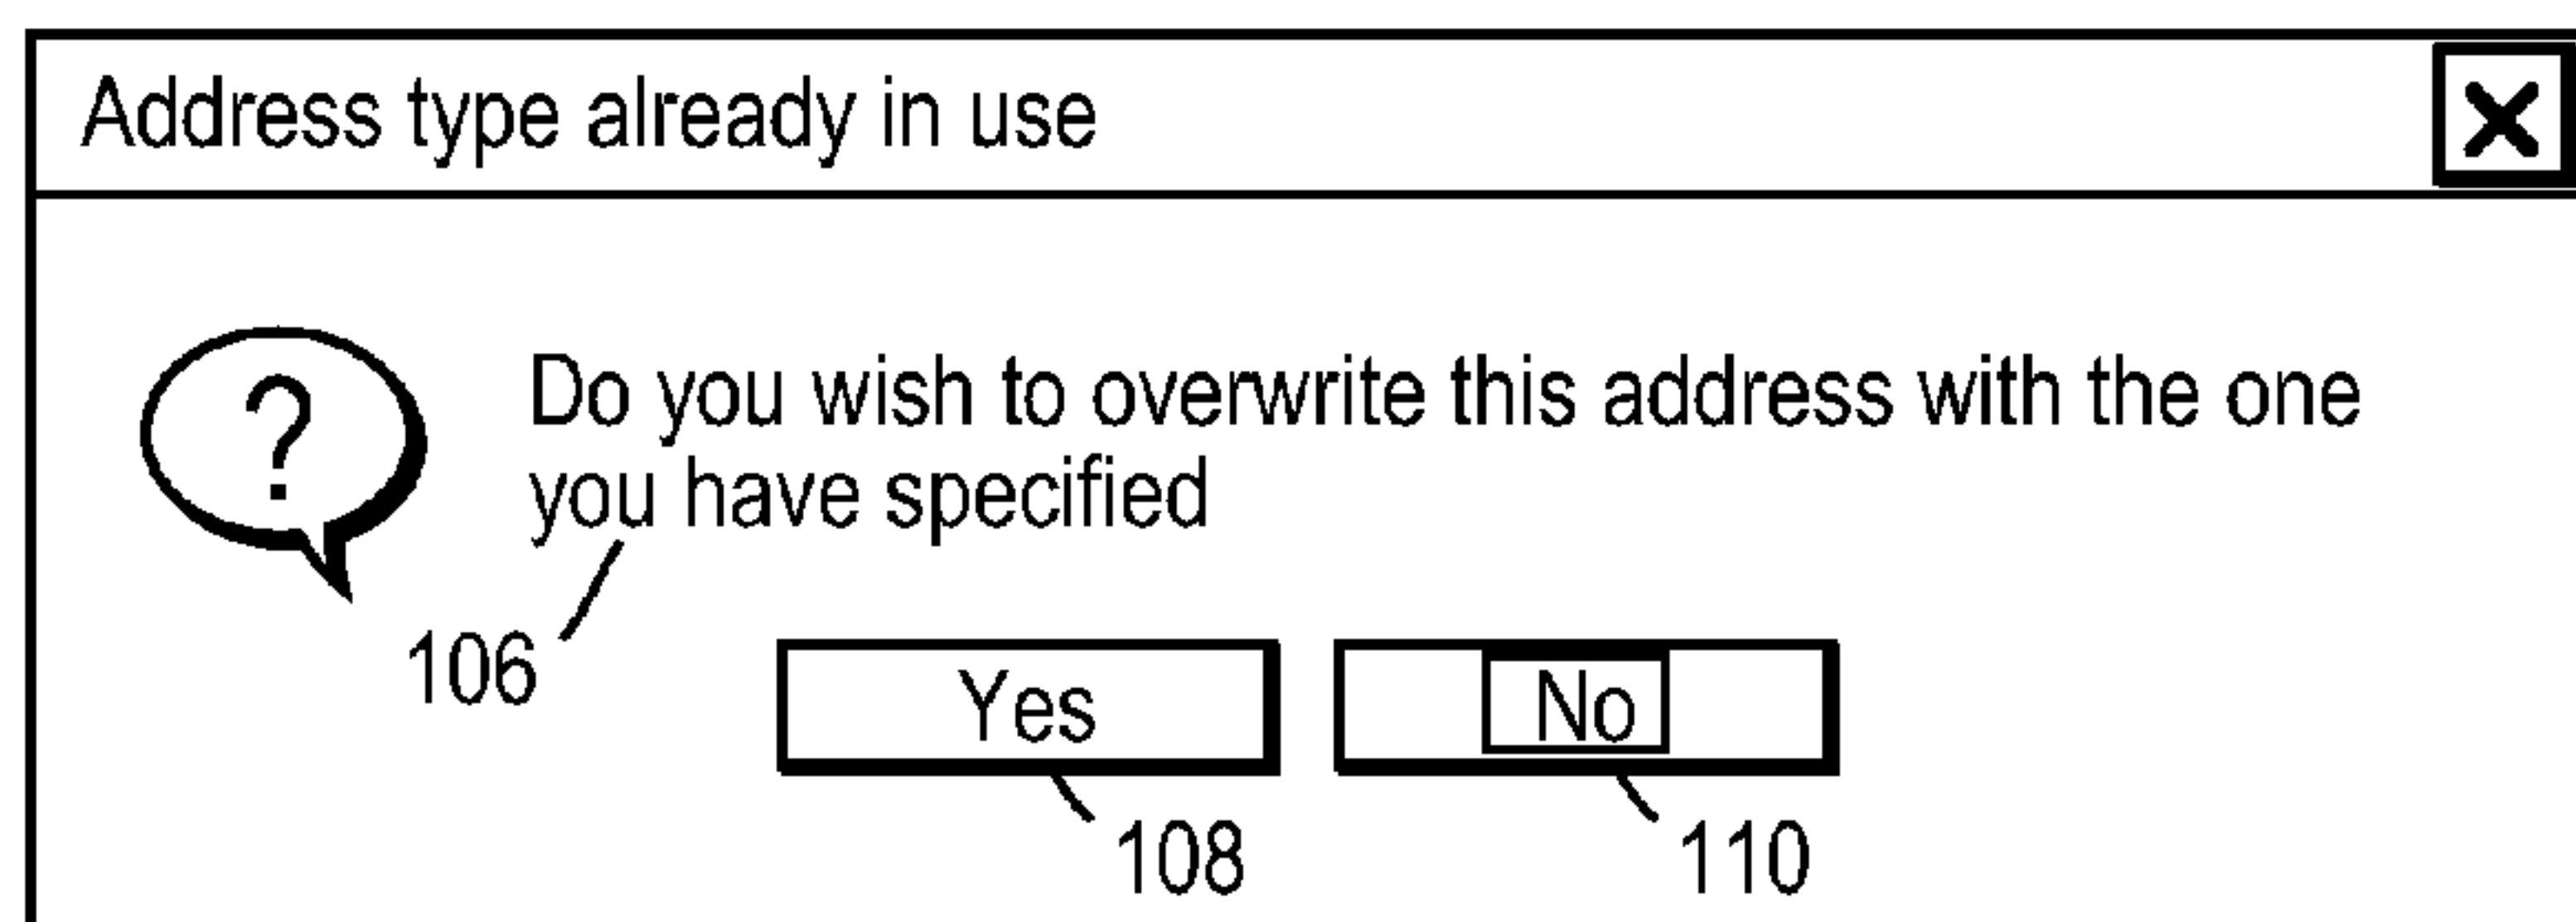 Address type already in use
?
Do you wish to overwrite this address with the one
you have specified
106
Yes
No
108
110